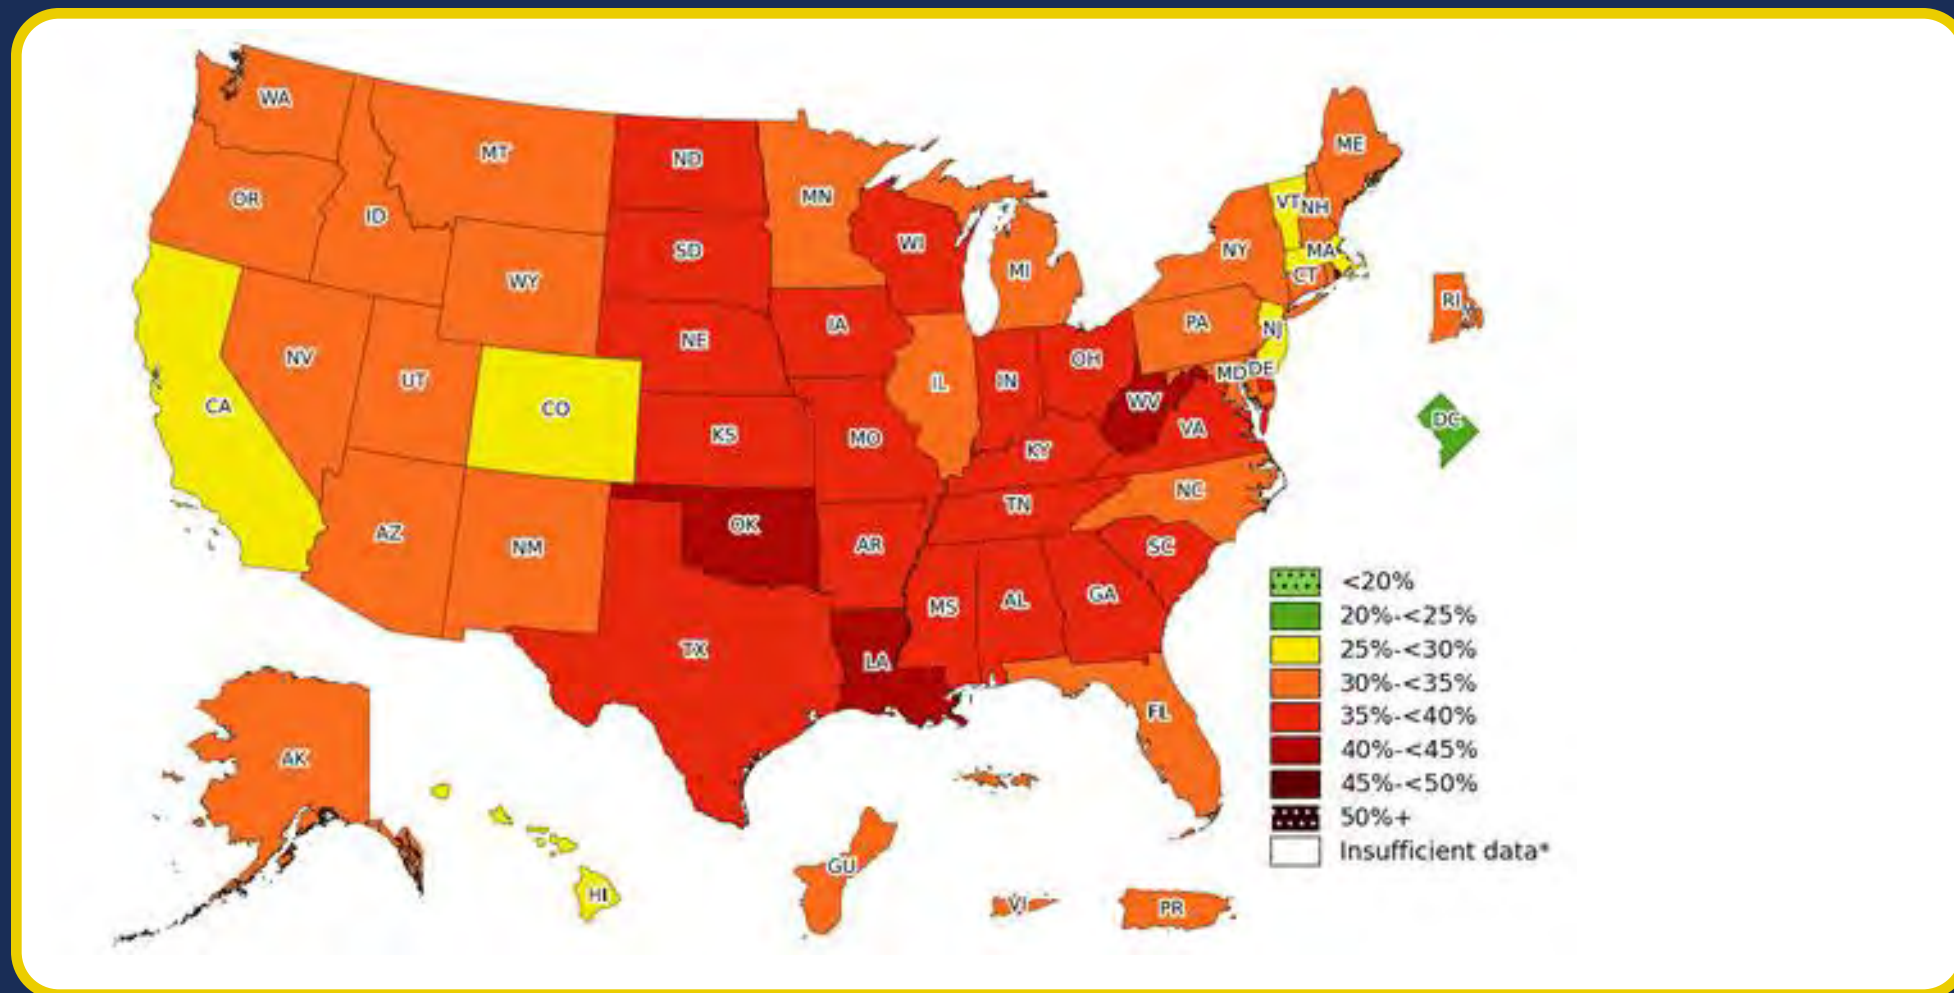 WA
MT
ND
MN
ME
OR
ID
SD
WI
MI
VT
NH
NY
MA
CT
WY
NE
IA
PA
NJ
RI
NV
UT
CO
IL
IN
OH
MD
DE
CA
KS
MO
WV
VA
DC
KY
AZ
NM
OK
AR
TN
NC
SC
MS
AL
GA
TX
LA
FL
AK
HI
GU
VI
PR
<20%
20%-<25%
25%-<30%
30%-<35%
35%-<40%
40%-<45%
45%-<50%
50%+
Insufficient data*